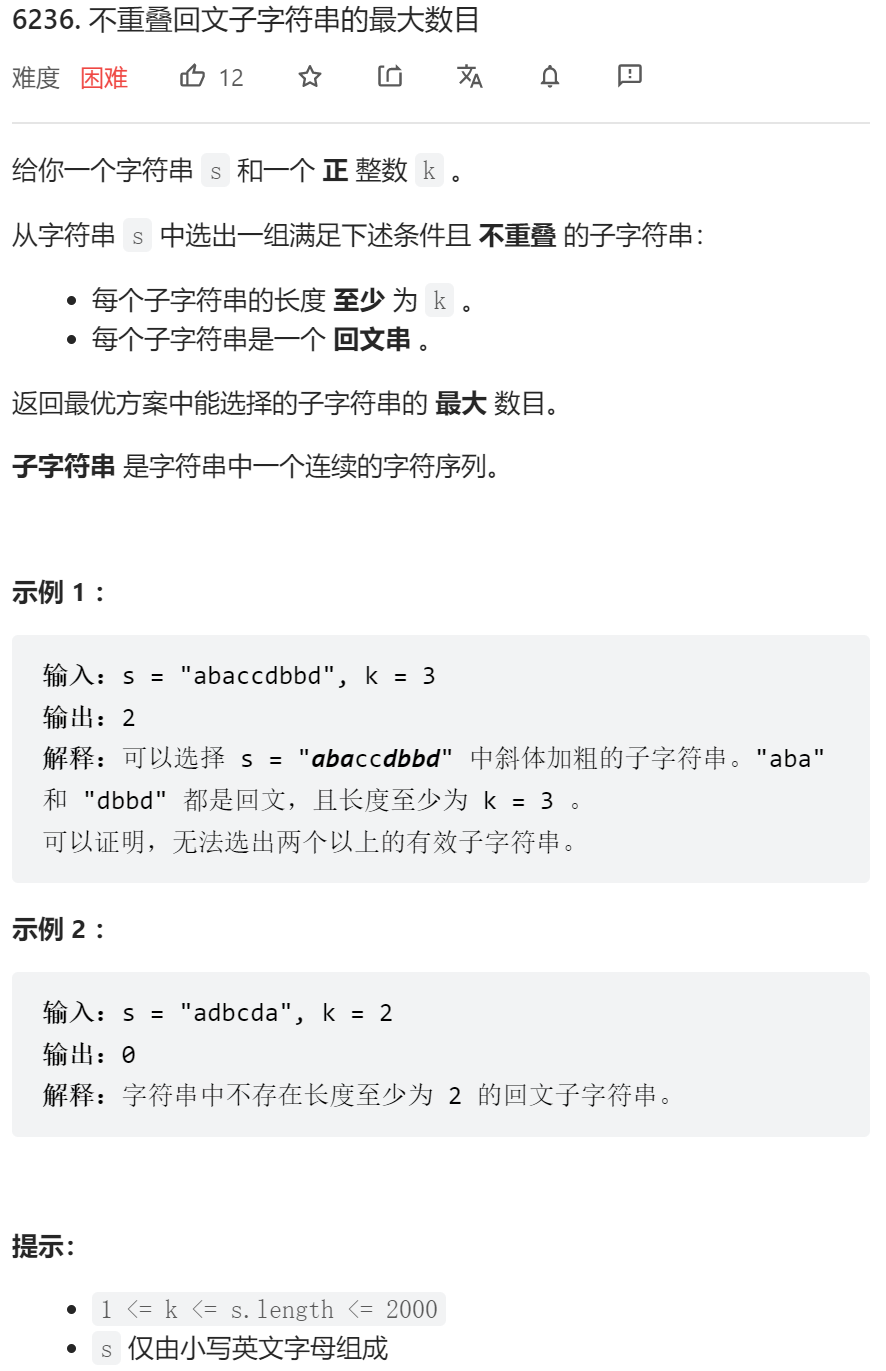 6236. 不重叠回文子字符串的最大数目
难度 困难 12
给你一个字符串 s 和一个 正 整数 k 。
从字符串 s 中选出一组满足下述条件且 不重叠 的子字符串：
• 每个子字符串的长度 至少 为 k 。
• 每个子字符串是一个 回文串 。
返回最优方案中能选择的子字符串的 最大 数目。
子字符串 是字符串中一个连续的字符序列。
示例 1 ：
输入：s = "abaccdbbd", k = 3
输出：2
解释：可以选择 s = "abaccdbbd" 中斜体加粗的子字符串。"aba"
和 "dbbd" 都是回文，且长度至少为 k = 3 。
可以证明，无法选出两个以上的有效子字符串。
示例 2 ：
输入：s = "adbcda", k = 2
输出：0
解释：字符串中不存在长度至少为 2 的回文子字符串。
提示：
• 1 <= k <= s.length <= 2000
• s 仅由小写英文字母组成